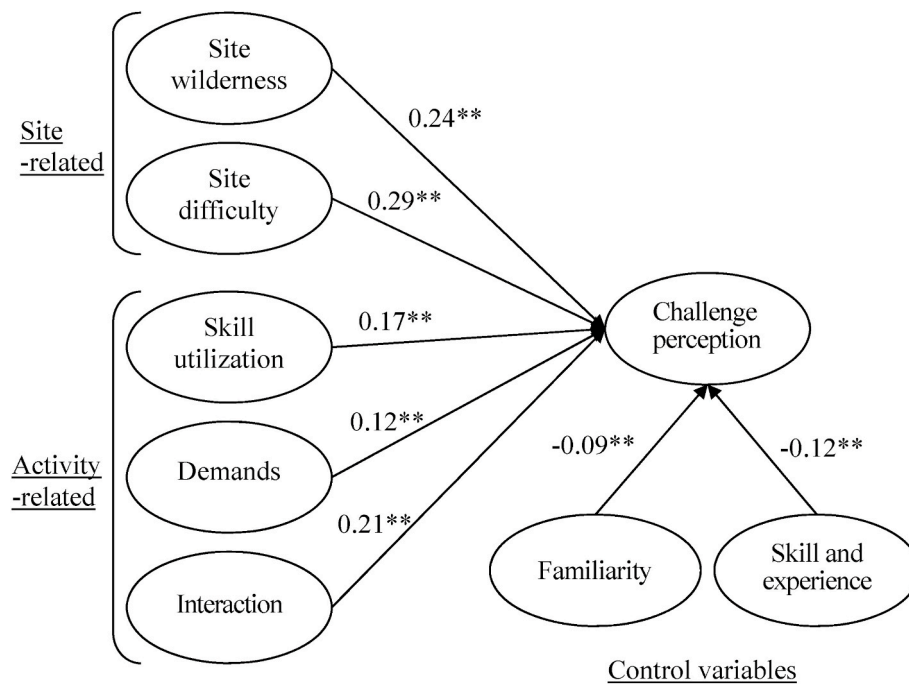 Site
wilderness
0.24**
Site
-related
Site
difficulty
0.29**
Skill
utilization
0.17**
Challenge
perception
Demands
0.12**
Activity
-related
-0.09**
-0.12**
Interaction
0.21**
Familiarity
Skill and
experience
Control variables